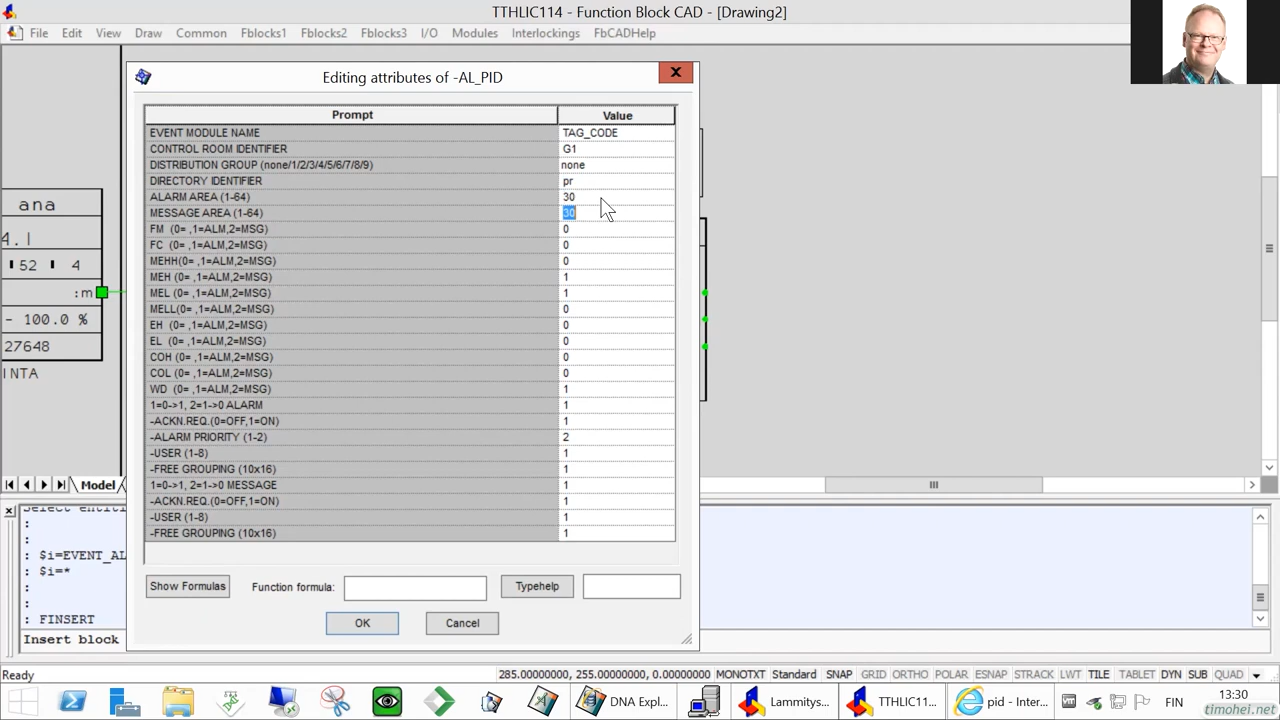 TTHLIC114 - Function Block CAD - [Drawing2]
File Edit View Draw Common Fblocks1 Fblocks2 Fblocks3 I/O Modules Interlockings FbCADHelp
Editing attributes of -AL_PID
Prompt Value
EVENT MODULE NAME TAG_CODE
CONTROL ROOM IDENTIFIER G1
DISTRIBUTION GROUP (none/1/2/3/4/5/6/7/8/9) none
DIRECTORY IDENTIFIER pr
ALARM AREA (1-64) 30
MESSAGE AREA (1-64) 30
FM (0= ,1=ALM,2=MSG) 0
FC (0= ,1=ALM,2=MSG) 0
MEHH(0= ,1=ALM,2=MSG) 0
MEH (0= ,1=ALM,2=MSG) 1
MEL (0= ,1=ALM,2=MSG) 1
MELL(0= ,1=ALM,2=MSG) 0
EH (0= ,1=ALM,2=MSG) 0
EL (0= ,1=ALM,2=MSG) 0
COH (0= ,1=ALM,2=MSG) 0
COL (0= ,1=ALM,2=MSG) 0
WD (0= ,1=ALM,2=MSG) 1
1=0->1, 2=1->0 ALARM 1
-ACKN.REQ.(0=OFF,1=ON) 1
-ALARM PRIORITY (1-2) 2
-USER (1-8) 1
-FREE GROUPING (10x16) 1
1=0->1, 2=1->0 MESSAGE 1
-ACKN.REQ.(0=OFF,1=ON) 1
-USER (1-8) 1
-FREE GROUPING (10x16) 1
Show Formulas Function formula: Typehelp
OK Cancel
ana
4.1
52 4
:m
- 100.0 %
27648
INTA
Model
:
:
: $i=EVENT_AL
: $i=*
:
:
: FINSERT
Insert block
Ready 285.00000000, 255.00000000, 0.00000000 MONOTXT Standard SNAP GRID ORTHO POLAR ESNAP STRACK LWT TILE TABLET DYN SUB QUAD
DNA Expl... Lammitys... TTHLIC11... pid - Inter... FIN 13:30
timohei.net